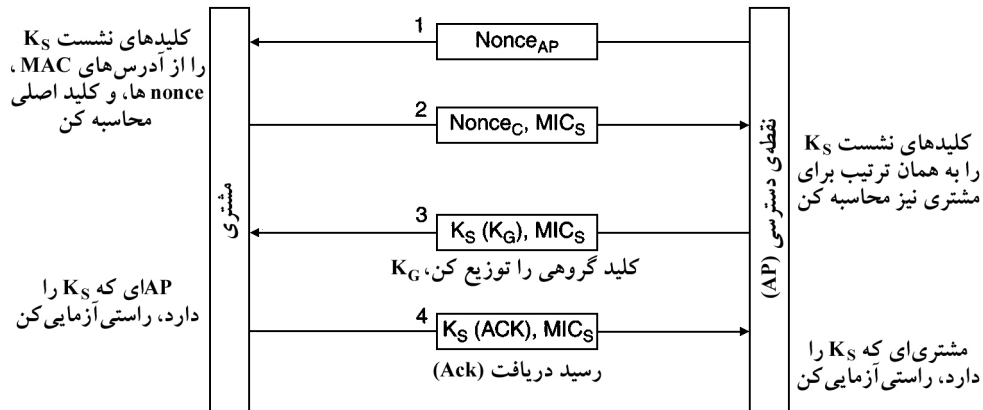 کلیدهای نشست K_S
را از آدرس‌های MAC ،
nonce ها، و کلید اصلی
محاسبه کن
1
Nonce_AP
2
Nonce_C, MIC_S
کلیدهای نشست K_S
را به همان ترتیب برای
مشتری نیز محاسبه کن
مشتری
نقطه‌ی دسترسی (AP)
3
K_S (K_G), MIC_S
کلید گروهی را توزیع کن، K_G
APای که K_S را
دارد، راستی‌آزمایی‌کن
4
K_S (ACK), MIC_S
رسید دریافت (Ack)
مشتری‌ای که K_S را
دارد، راستی‌آزمایی‌کن